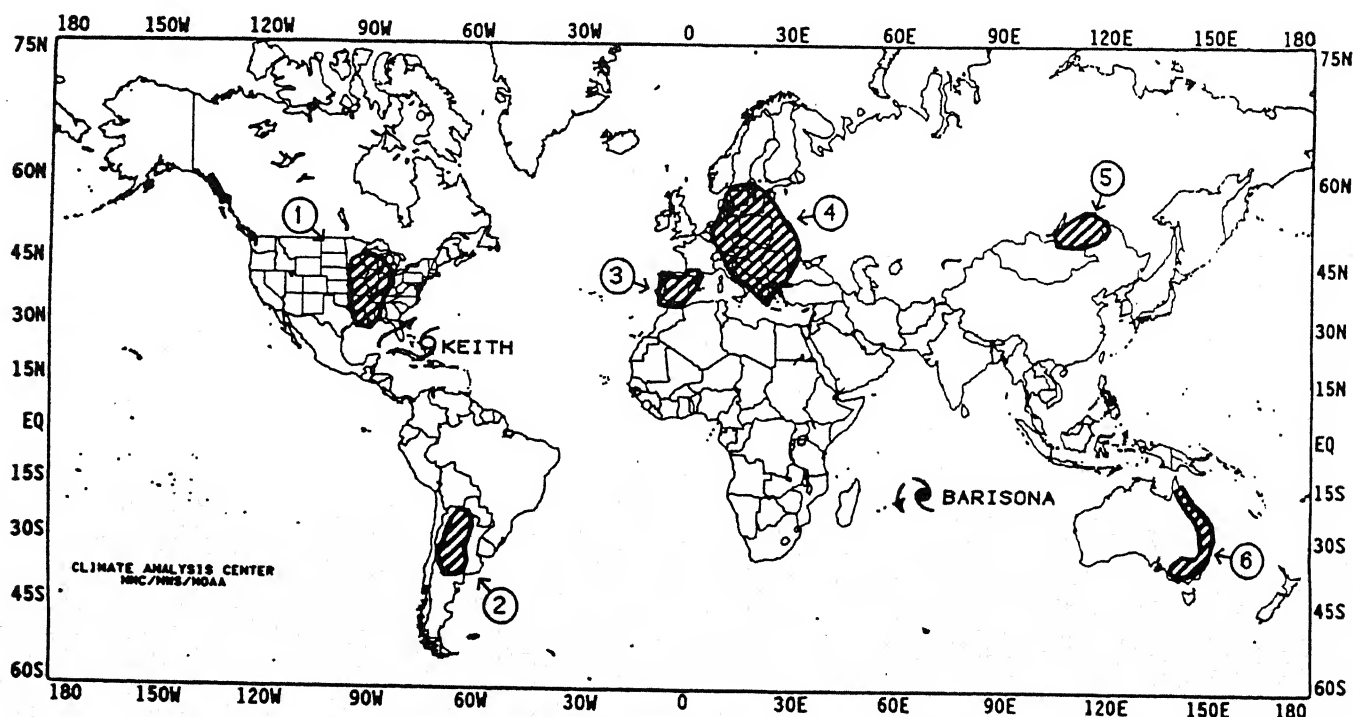 180 150W 120W 90W 60W 30W 0 30E 60E 90E 120E 150E 180
75N 75N
60N 60N
5
1
4
45N 45N
3
30N 30N
KEITH
15N 15N
EQ EQ
15S 15S
BARISONA
30S 30S
6
CLIMATE ANALYSIS CENTER
NMC/NWS/NOAA
2
45S 45S
60S 60S
180 150W 120W 90W 60W 30W 0 30E 60E 90E 120E 150E 180